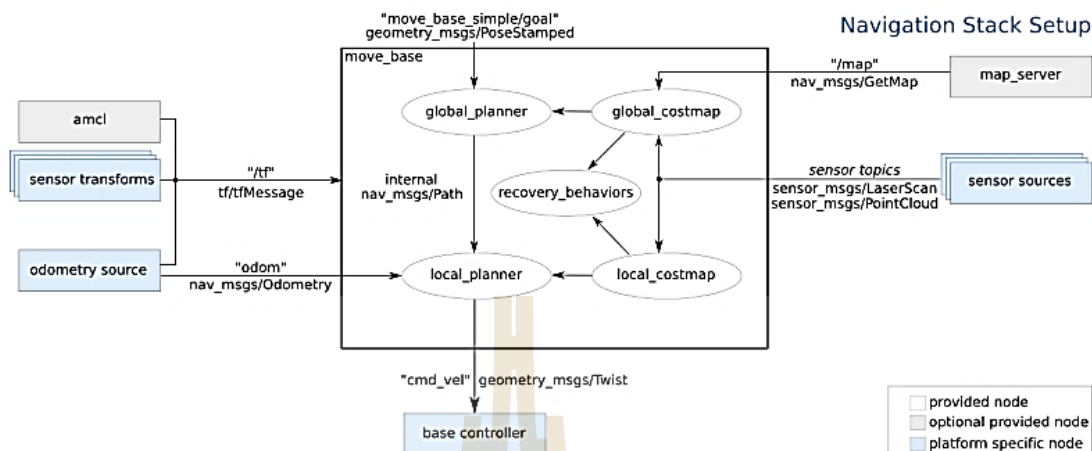 Navigation Stack Setup
"move_base_simple/goal"
geometry_msgs/PoseStamped
move_base
"/map"
nav_msgs/GetMap
map_server
global_planner
global_costmap
amcl
sensor transforms
"/tf"
tf/tfMessage
internal
nav_msgs/Path
recovery_behaviors
sensor topics
sensor_msgs/LaserScan
sensor_msgs/PointCloud
sensor sources
odometry source
"odom"
nav_msgs/Odometry
local_planner
local_costmap
"cmd_vel" geometry_msgs/Twist
base controller
provided node
optional provided node
platform specific node